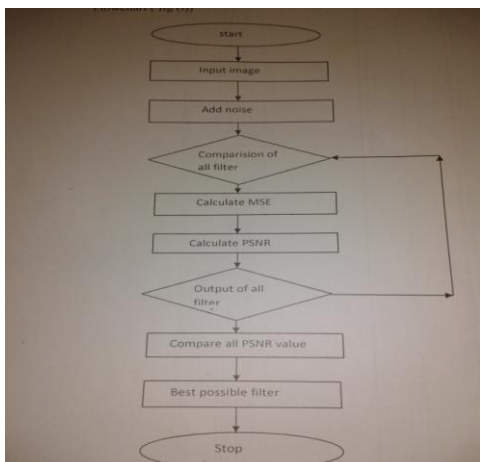 start
Input image
Add noise
Comparision of
all filter
Calculate MSE
Calculate PSNR
Output of all
filter
Compare all PSNR value
Best possible filter
Stop